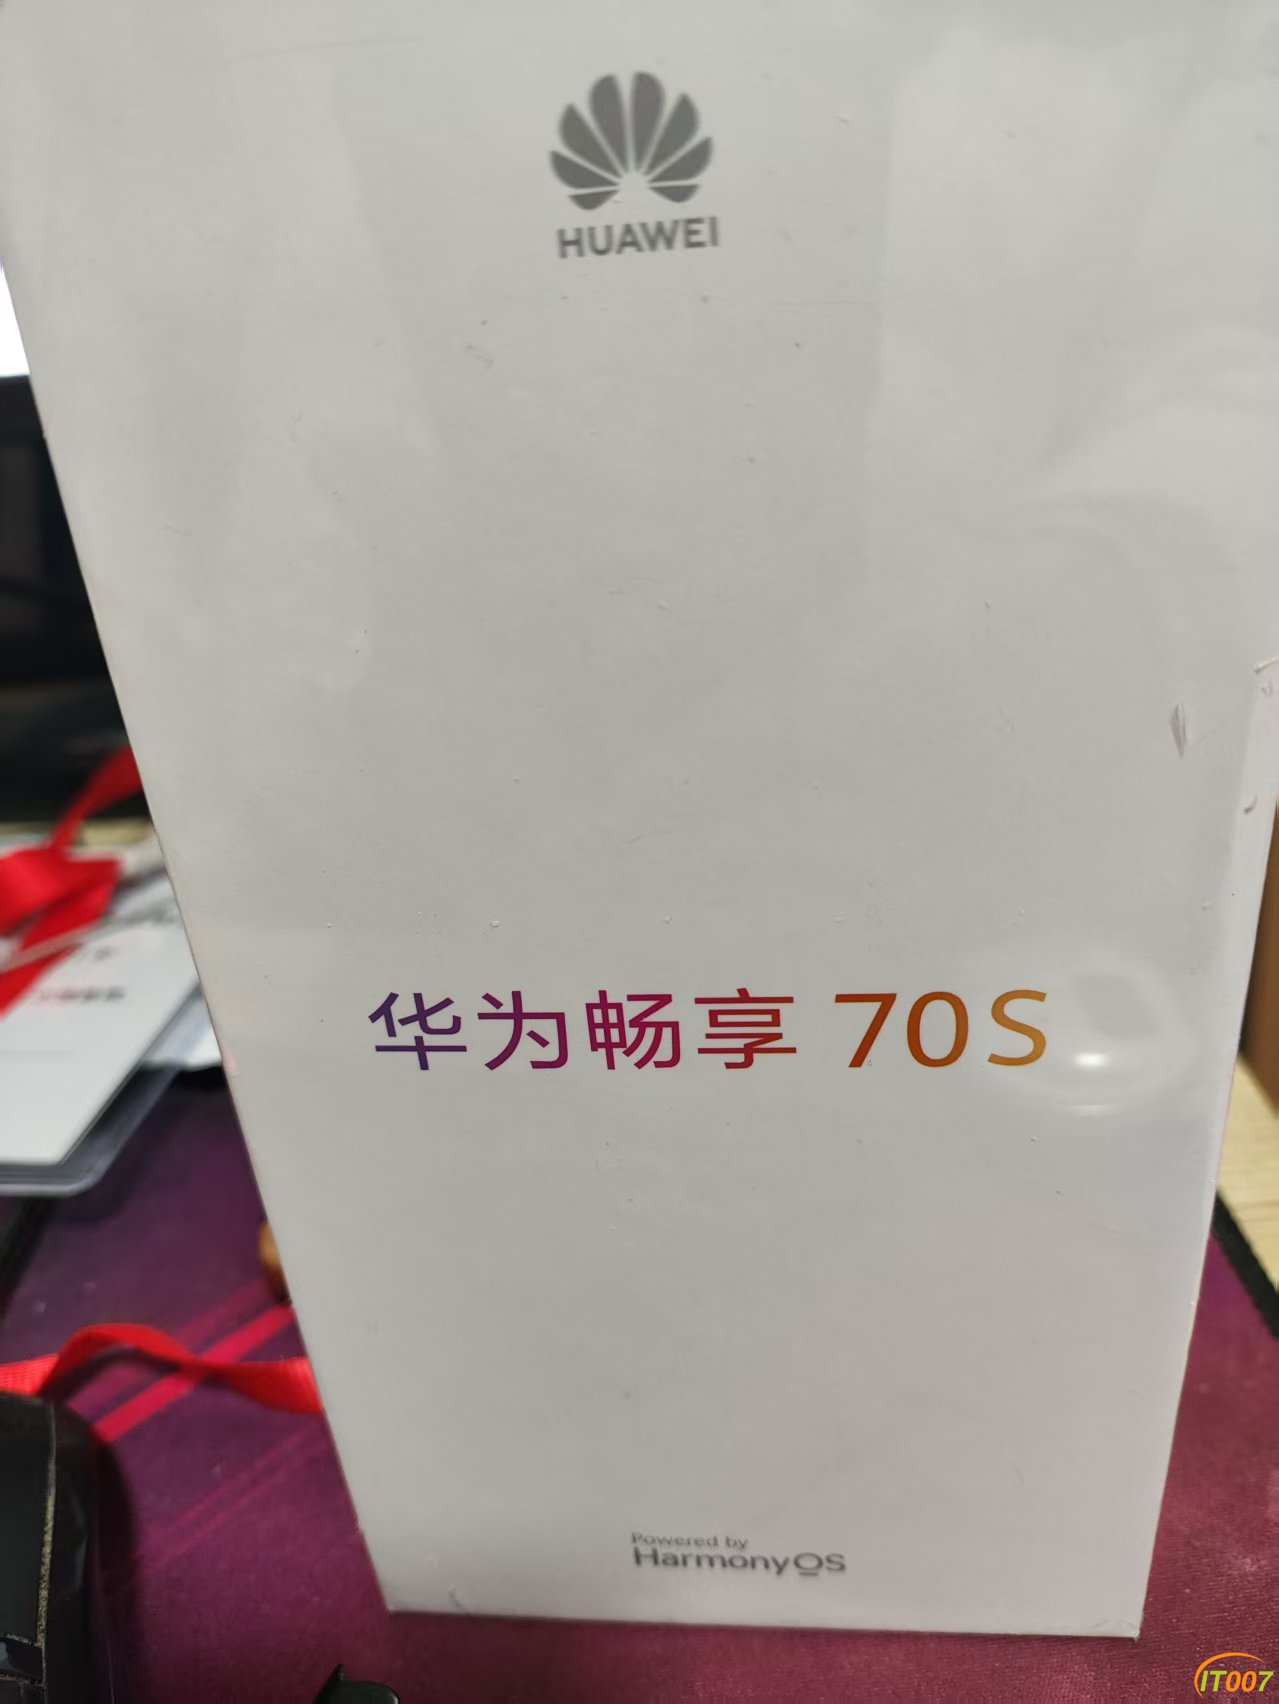 HUAWEI
华为畅享 70S
Powered by
HarmonyOS
IT007